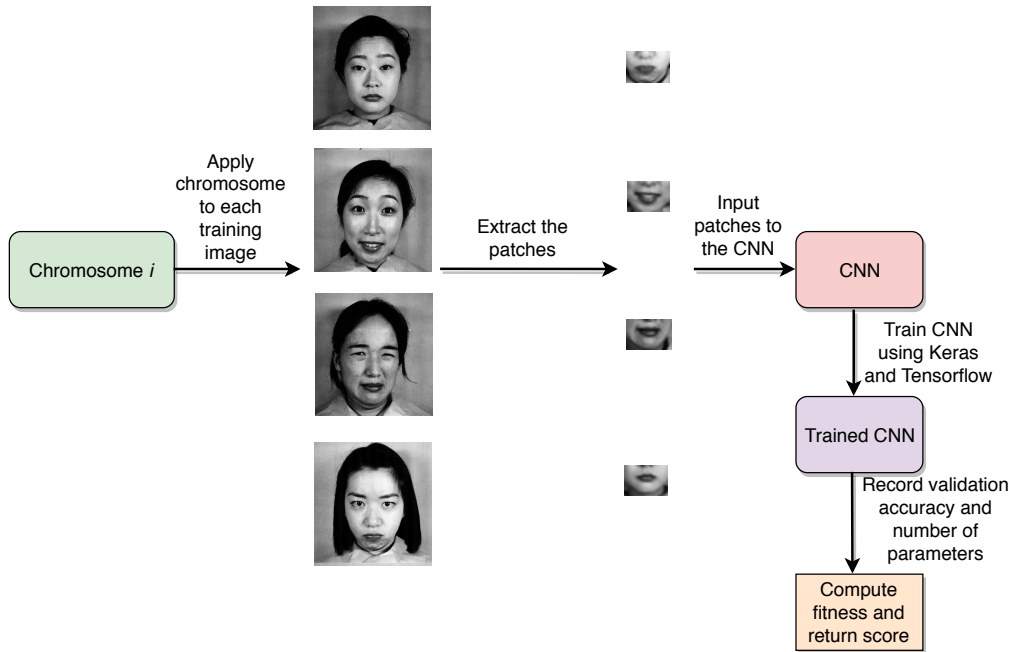 Apply
chromosome
to each
training
image
Chromosome i
Extract the
patches
Input
patches to
the CNN
CNN
Train CNN
using Keras
and Tensorflow
Trained CNN
Record validation
accuracy and
number of
parameters
Compute
fitness and
return score